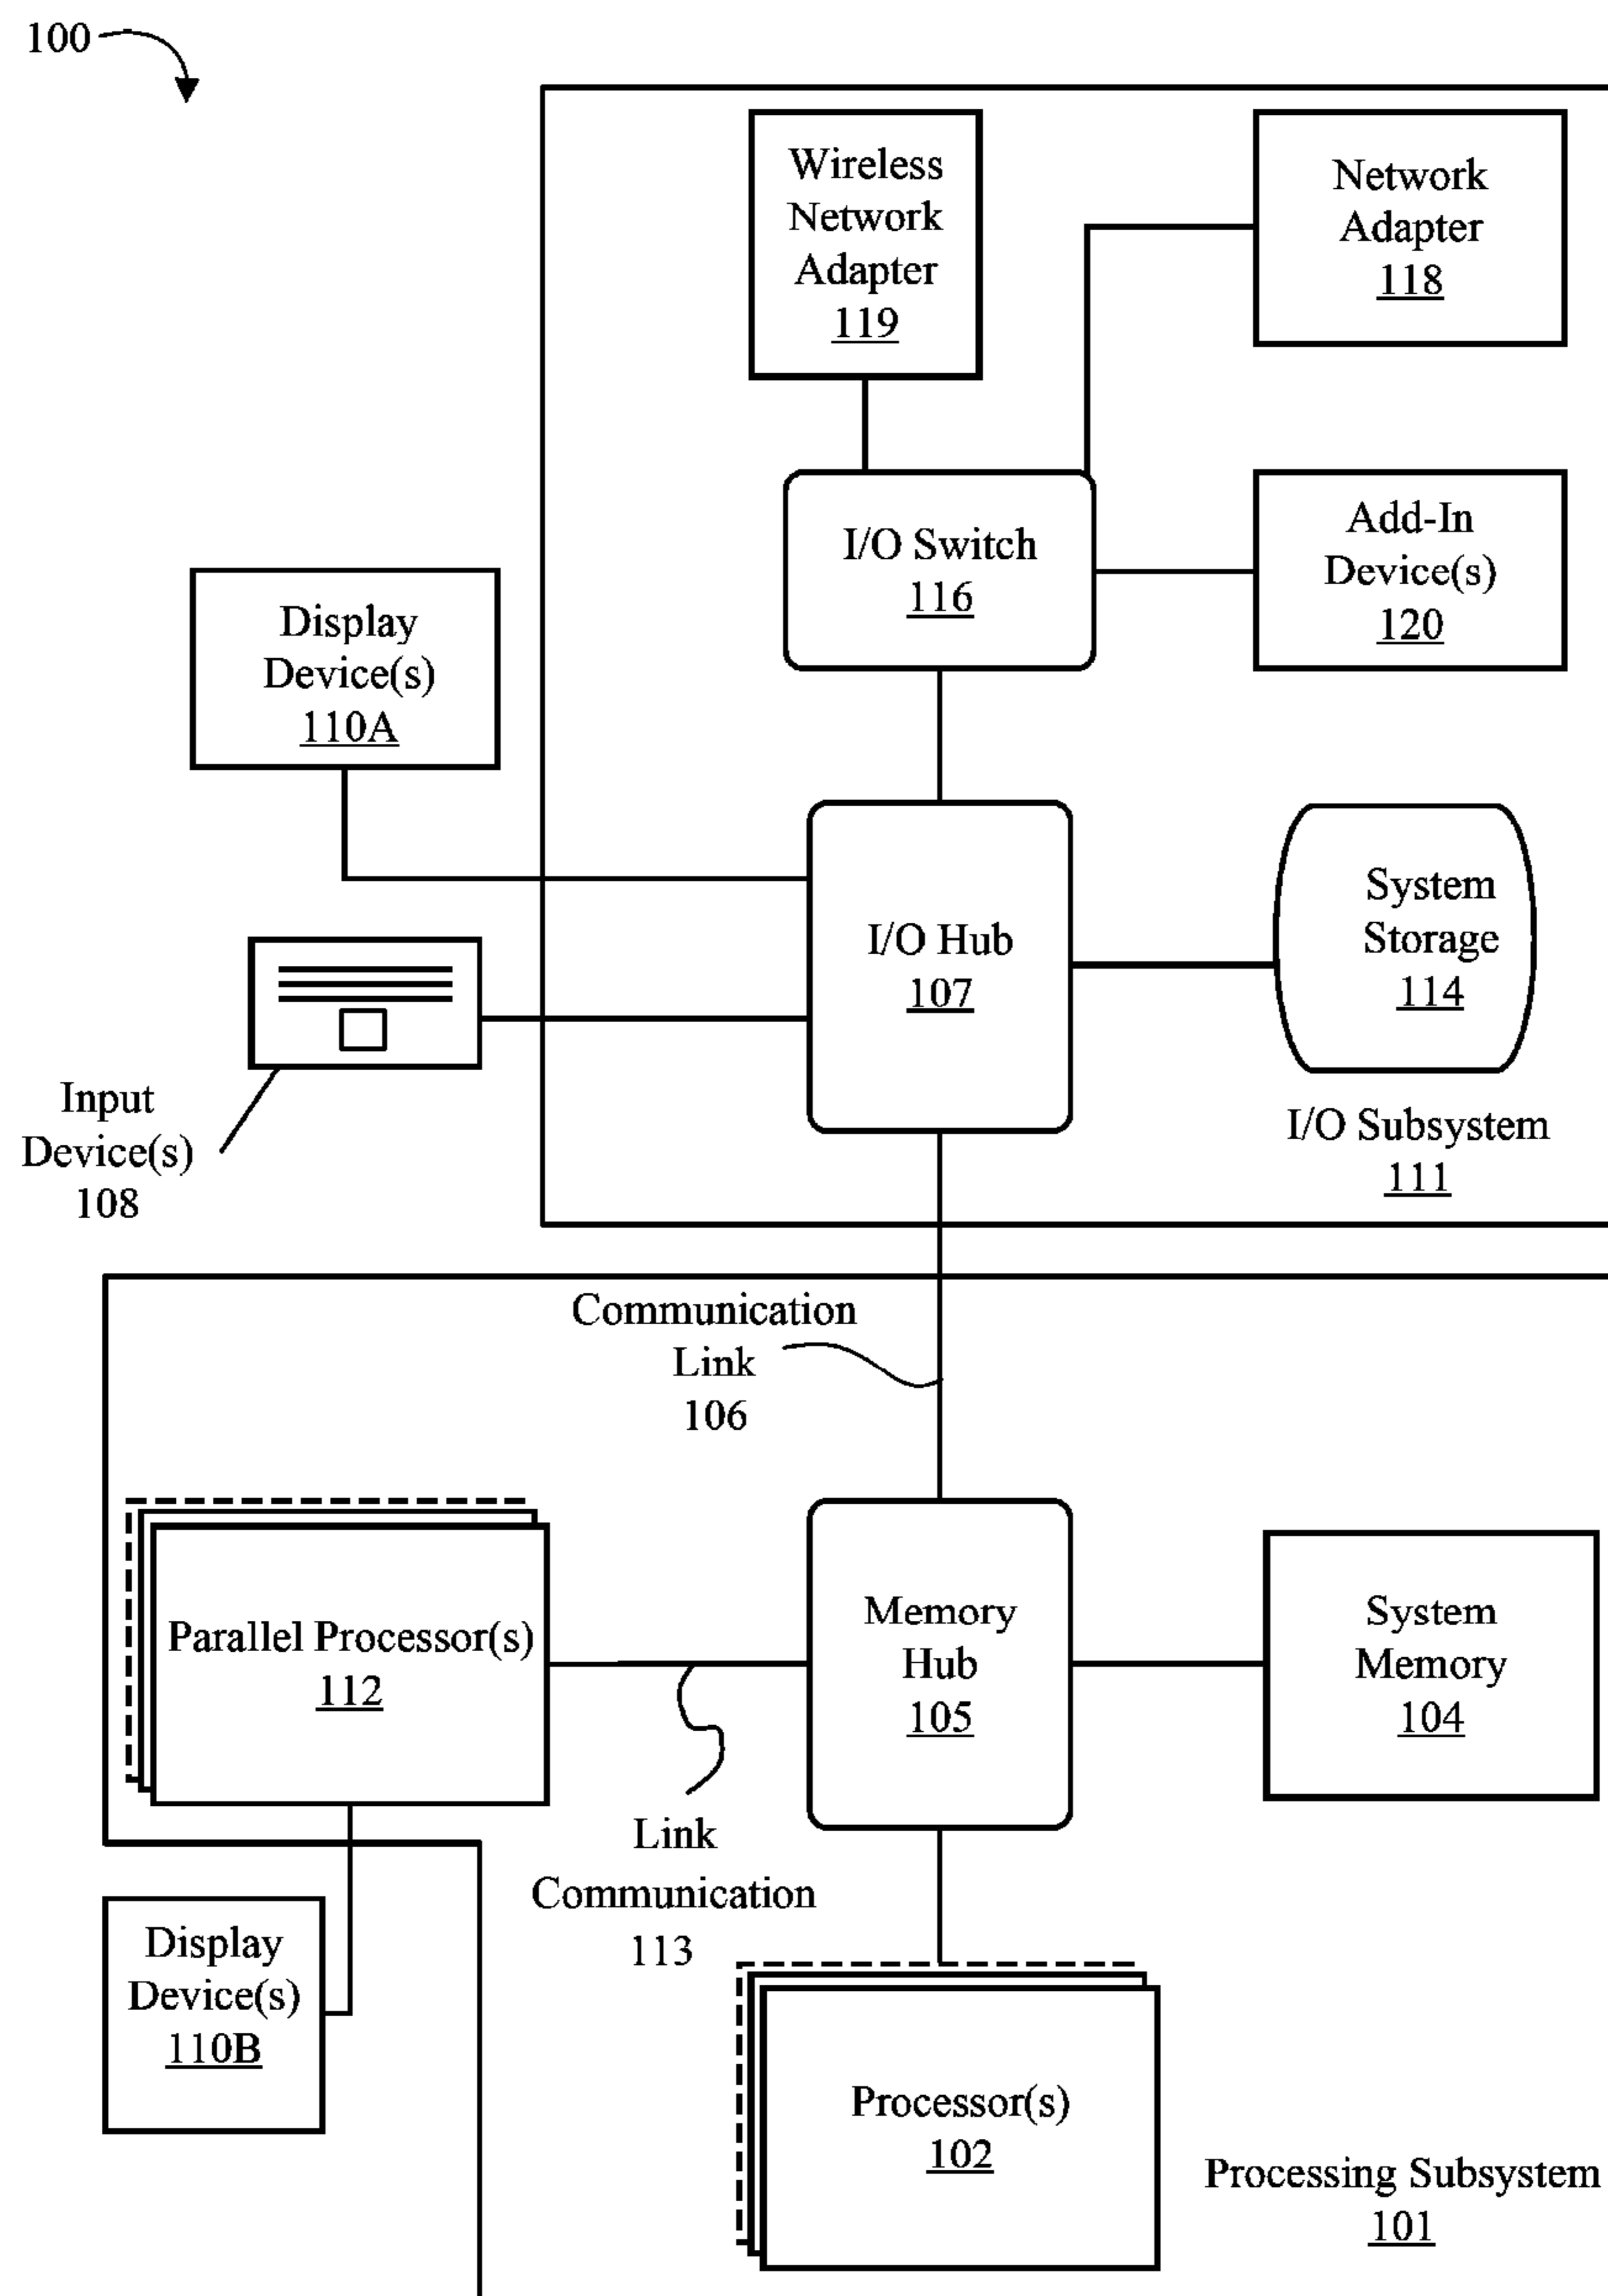 100
Wireless
Network
Adapter
119
Network
Adapter
118
I/O Switch
116
Add-In
Device(s)
120
Display
Device(s)
110A
I/O Hub
107
System
Storage
114
Input
Device(s)
108
I/O Subsystem
111
Communication
Link
106
Parallel Processor(s)
112
Memory
Hub
105
System
Memory
104
Link
Communication
113
Display
Device(s)
110B
Processor(s)
102
Processing Subsystem
101